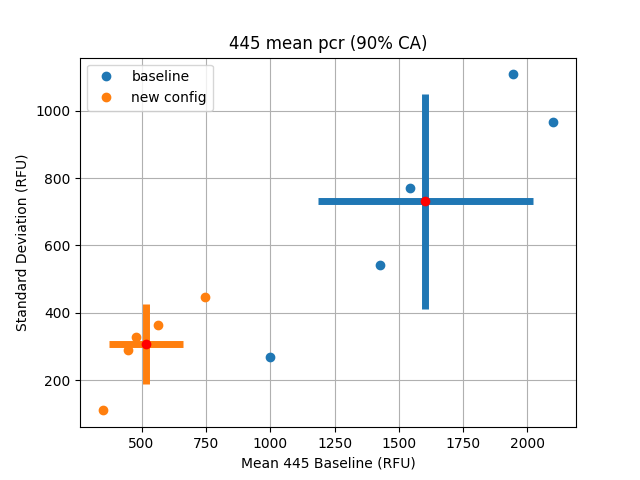 445 mean pcr (90% CA)
baseline
new config
Standard Deviation (RFU)
1000
800
600
400
200
500
750
1000
1250
1500
1750
2000
Mean 445 Baseline (RFU)